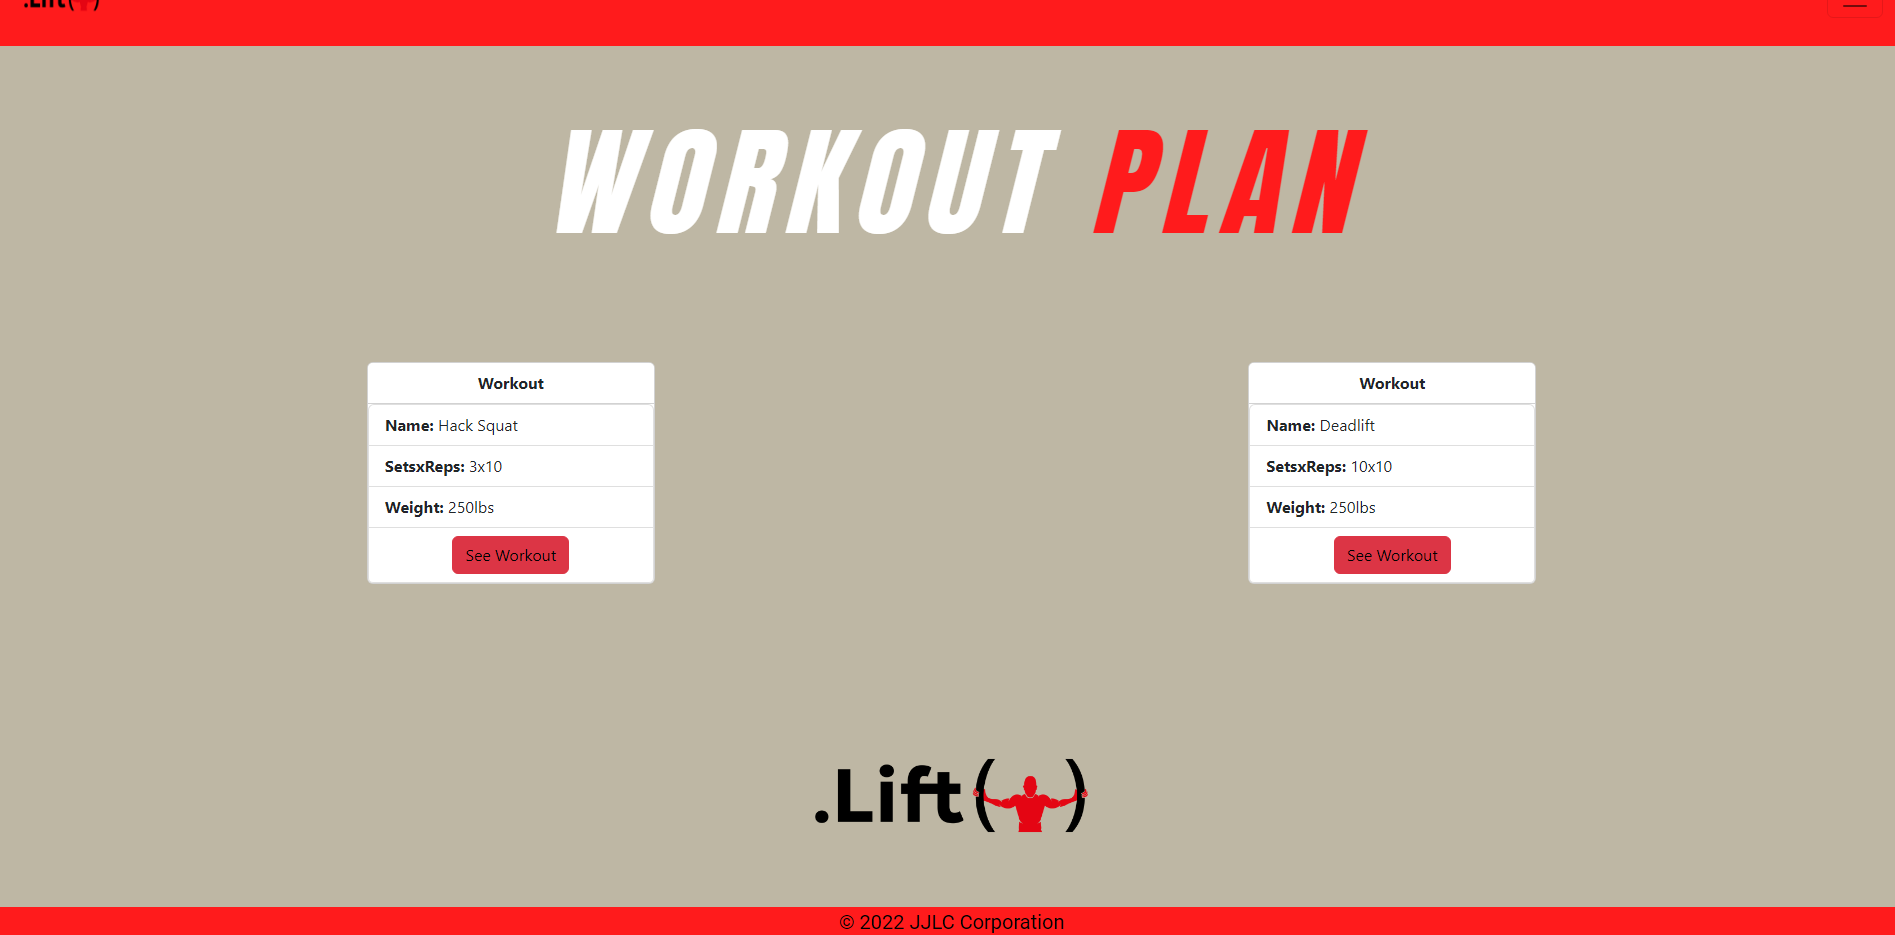 .Lift()
WORKOUT PLAN
Workout
Name: Hack Squat
SetsxReps: 3x10
Weight: 250lbs
See Workout
Workout
Name: Deadlift
SetsxReps: 10x10
Weight: 250lbs
See Workout
.Lift()
© 2022 JJLC Corporation